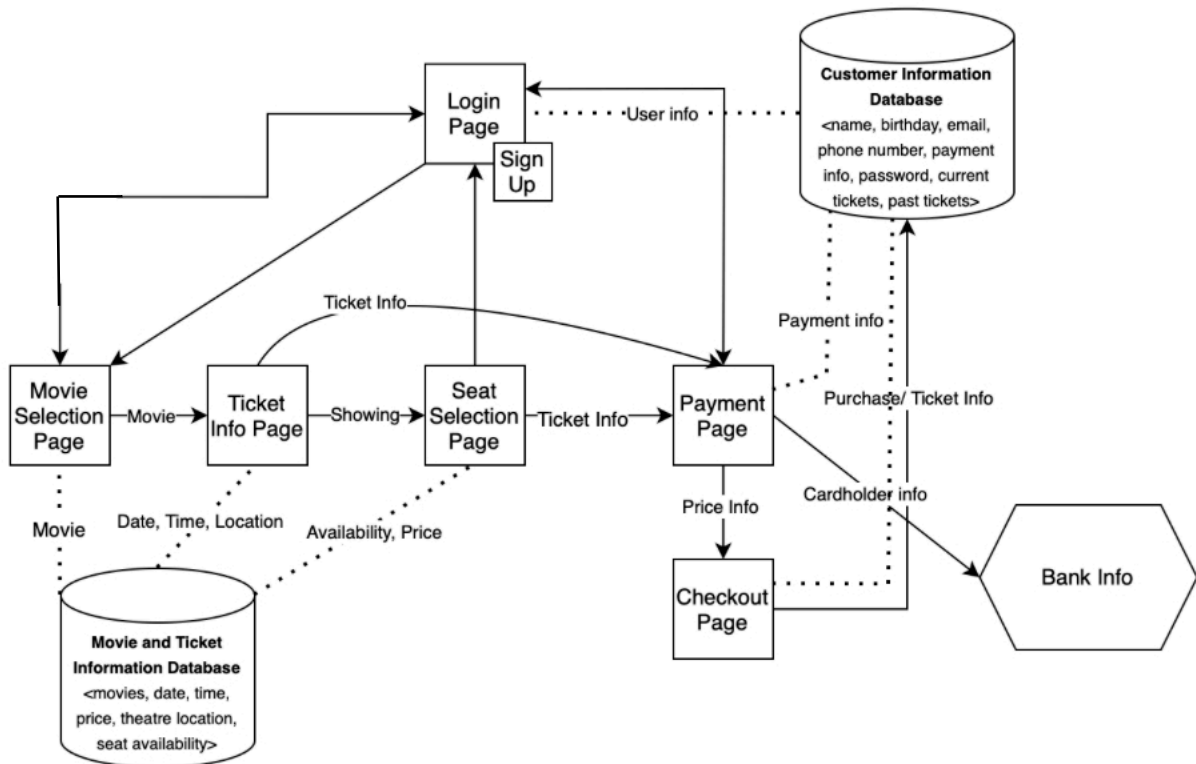 Login
Page
Sign
Up
User info
Customer Information
Database
<name, birthday, email,
phone number, payment
info, password, current
tickets, past tickets>
Ticket Info
Payment info
Movie
Selection
Page
Movie
Ticket
Info Page
Showing
Seat
Selection
Page
Ticket Info
Payment
Page
Purchase/ Ticket Info
Movie
Date, Time, Location
Availability, Price
Price Info
Cardholder info
Checkout
Page
Bank Info
Movie and Ticket
Information Database
<movies, date, time,
price, theatre location,
seat availability>